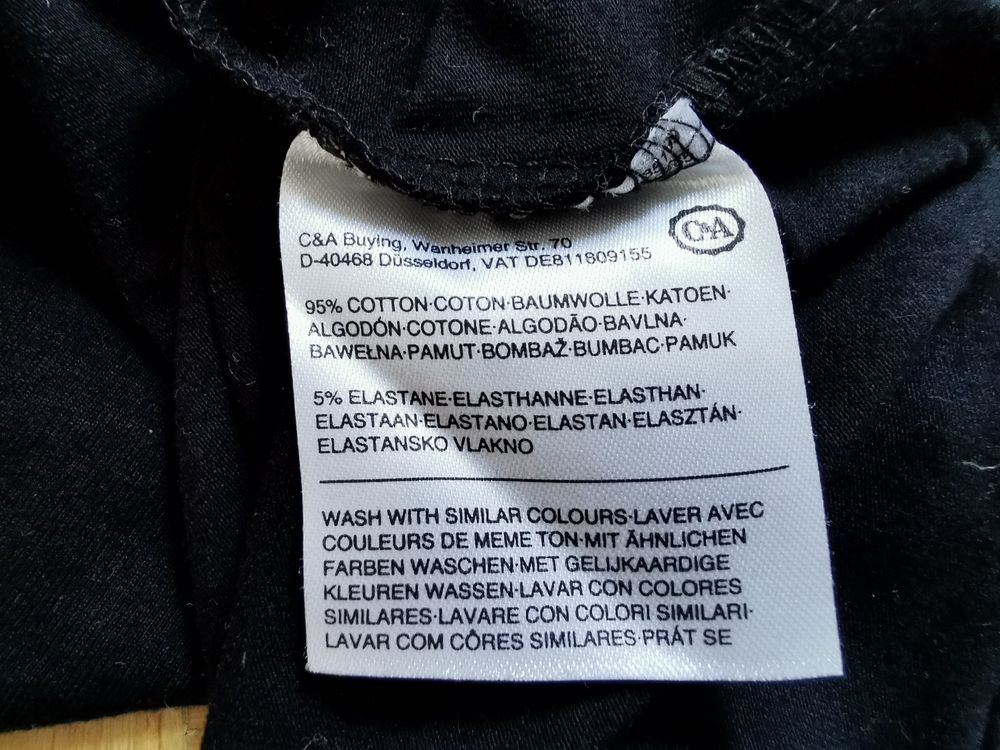 C&A Buying, Wanheimer Str. 70
D-40468 Düsseldorf, VAT DE811809155
C&A
95% COTTON·COTON·BAUMWOLLE·KATOEN·
ALGODÓN·COTONE·ALGODÃO·BAVLNA·
BAWEŁNA·PAMUT·BOMBAŽ·BUMBAC·PAMUK
5% ELASTANE·ELASTHANNE·ELASTHAN·
ELASTAAN·ELASTANO·ELASTAN·ELASZTÁN·
ELASTANSKO VLAKNO
WASH WITH SIMILAR COLOURS·LAVER AVEC
COULEURS DE MEME TON·MIT ÄHNLICHEN
FARBEN WASCHEN·MET GELIJKAARDIGE
KLEUREN WASSEN·LAVAR CON COLORES
SIMILARES·LAVARE CON COLORI SIMILARI·
LAVAR COM CÔRES SIMILARES·PRÁT SE